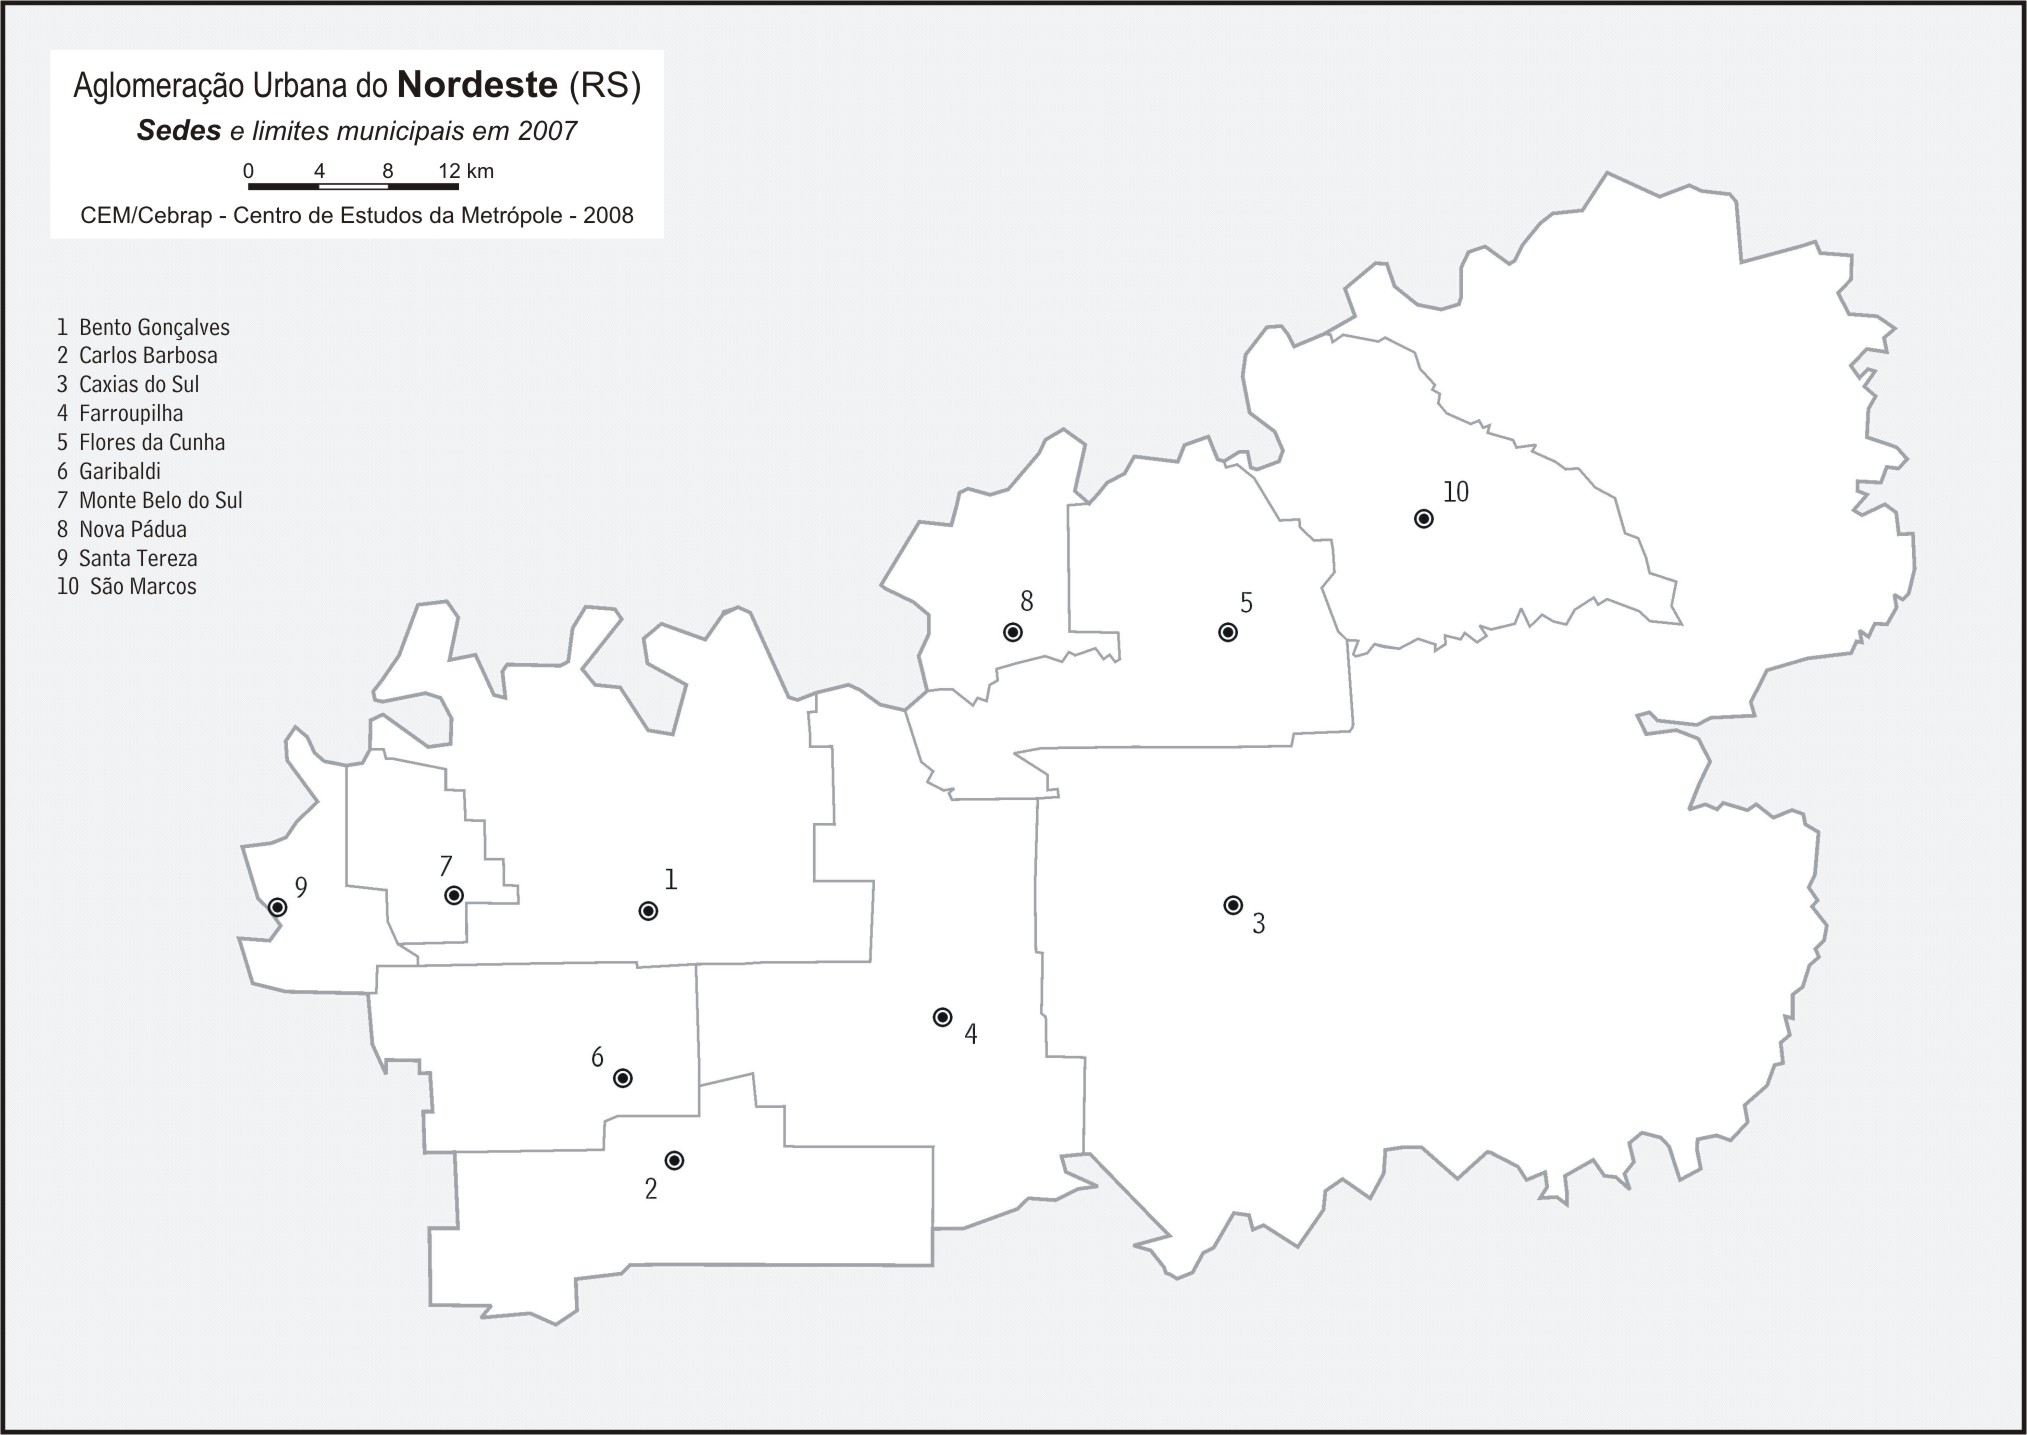 Aglomeração Urbana do Nordeste (RS)
Sedes e limites municipais em 2007
0 4 8 12 km
CEM/Cebrap - Centro de Estudos da Metrópole - 2008
1 Bento Gonçalves
2 Carlos Barbosa
3 Caxias do Sul
4 Farroupilha
5 Flores da Cunha
6 Garibaldi
7 Monte Belo do Sul
8 Nova Pádua
9 Santa Tereza
10 São Marcos
10
8
5
7
1
9
3
4
6
2